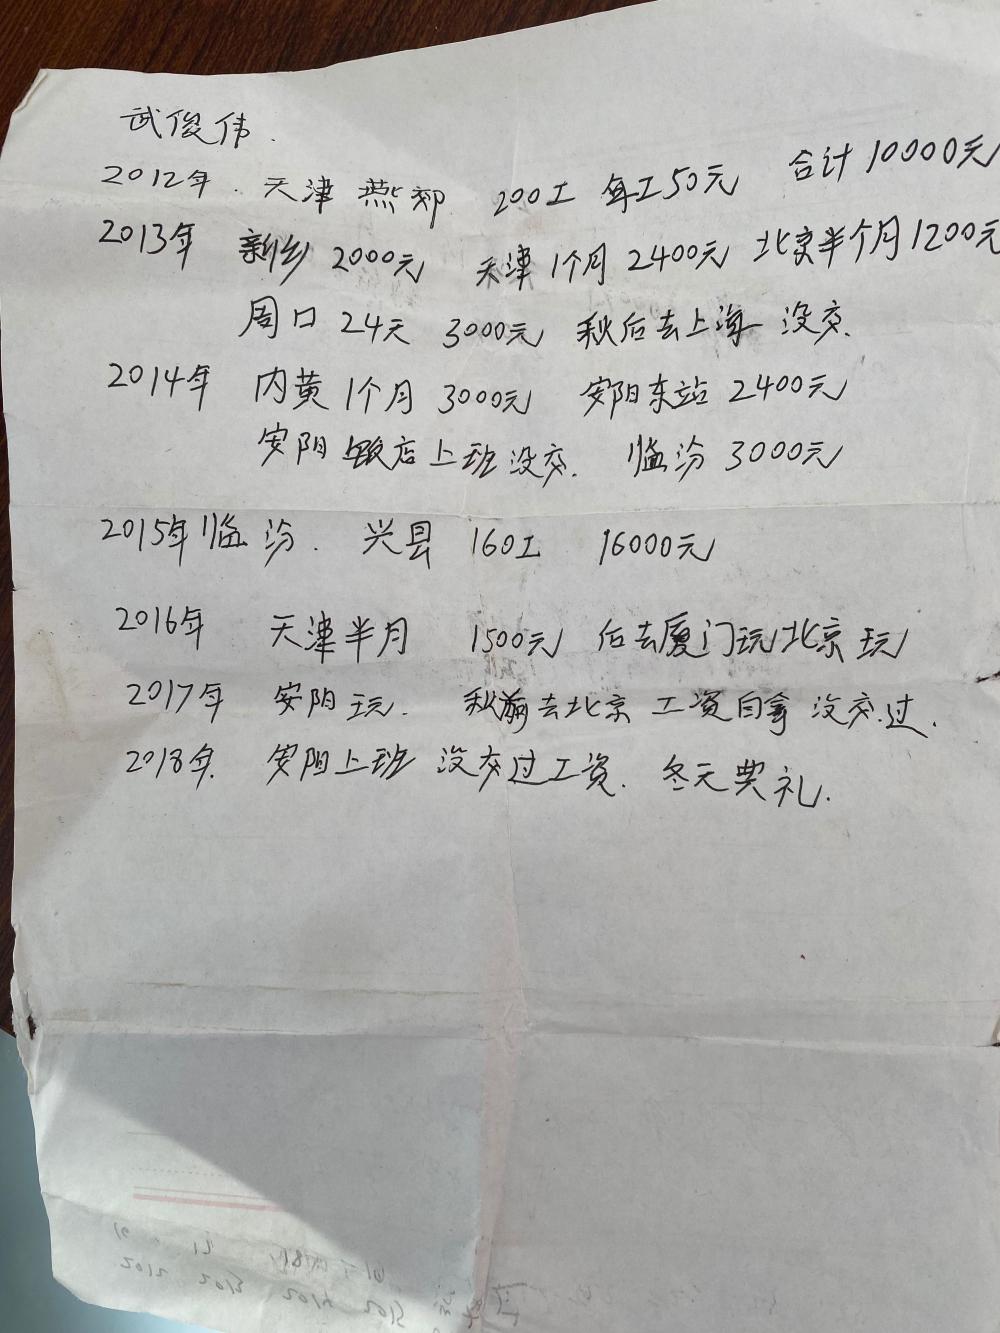 武俊伟.
2012年. 天津 燕郊 200工 每工50元 合计10000元
2013年 新乡 2000元 天津1个月 2400元 北京半个月1200元
周口 24天 3000元 秋后去上海 没交.
2014年 内黄 1个月 3000元 安阳东站 2400元
安阳 饭店上班没交. 临汾 3000元
2015年 临汾. 兴县 160工 16000元
2016年 天津半月 1500元 后去厦门玩北京玩
2017年 安阳玩. 秋前去北京 工资自拿 没交过.
2018年. 安阳上班 没交过工资. 冬天典礼.